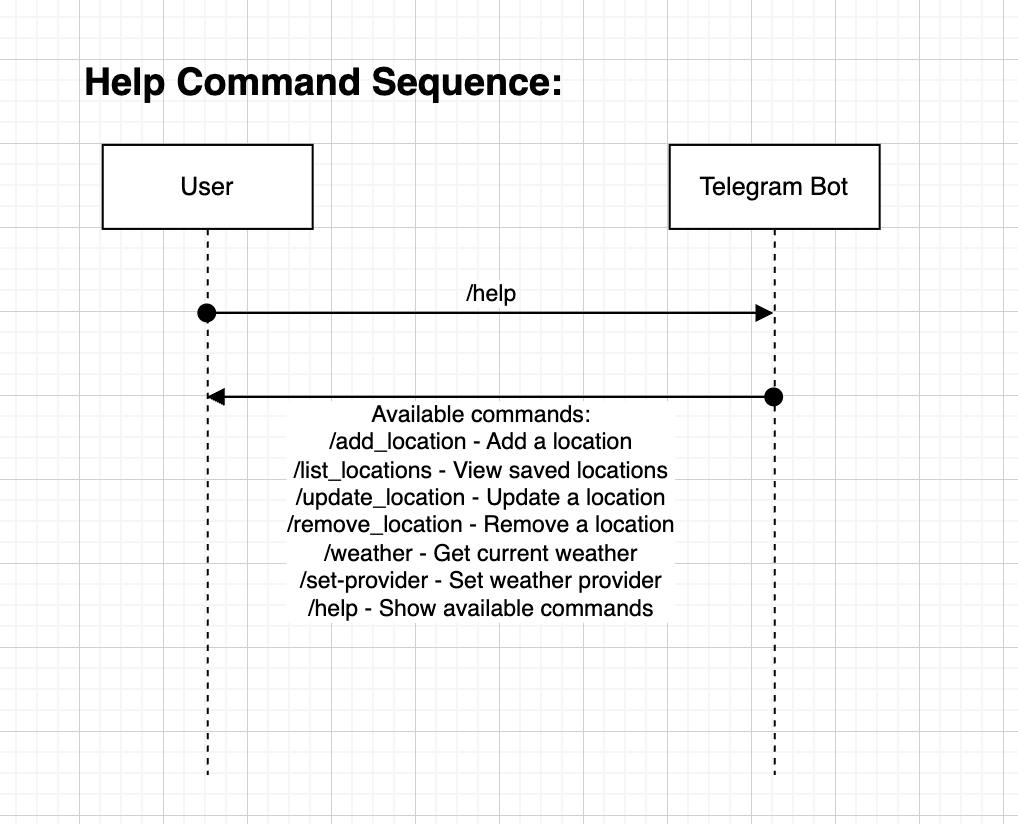 Help Command Sequence:
User
Telegram Bot
/help
Available commands:
/add_location - Add a location
/list_locations - View saved locations
/update_location - Update a location
/remove_location - Remove a location
/weather - Get current weather
/set-provider - Set weather provider
/help - Show available commands